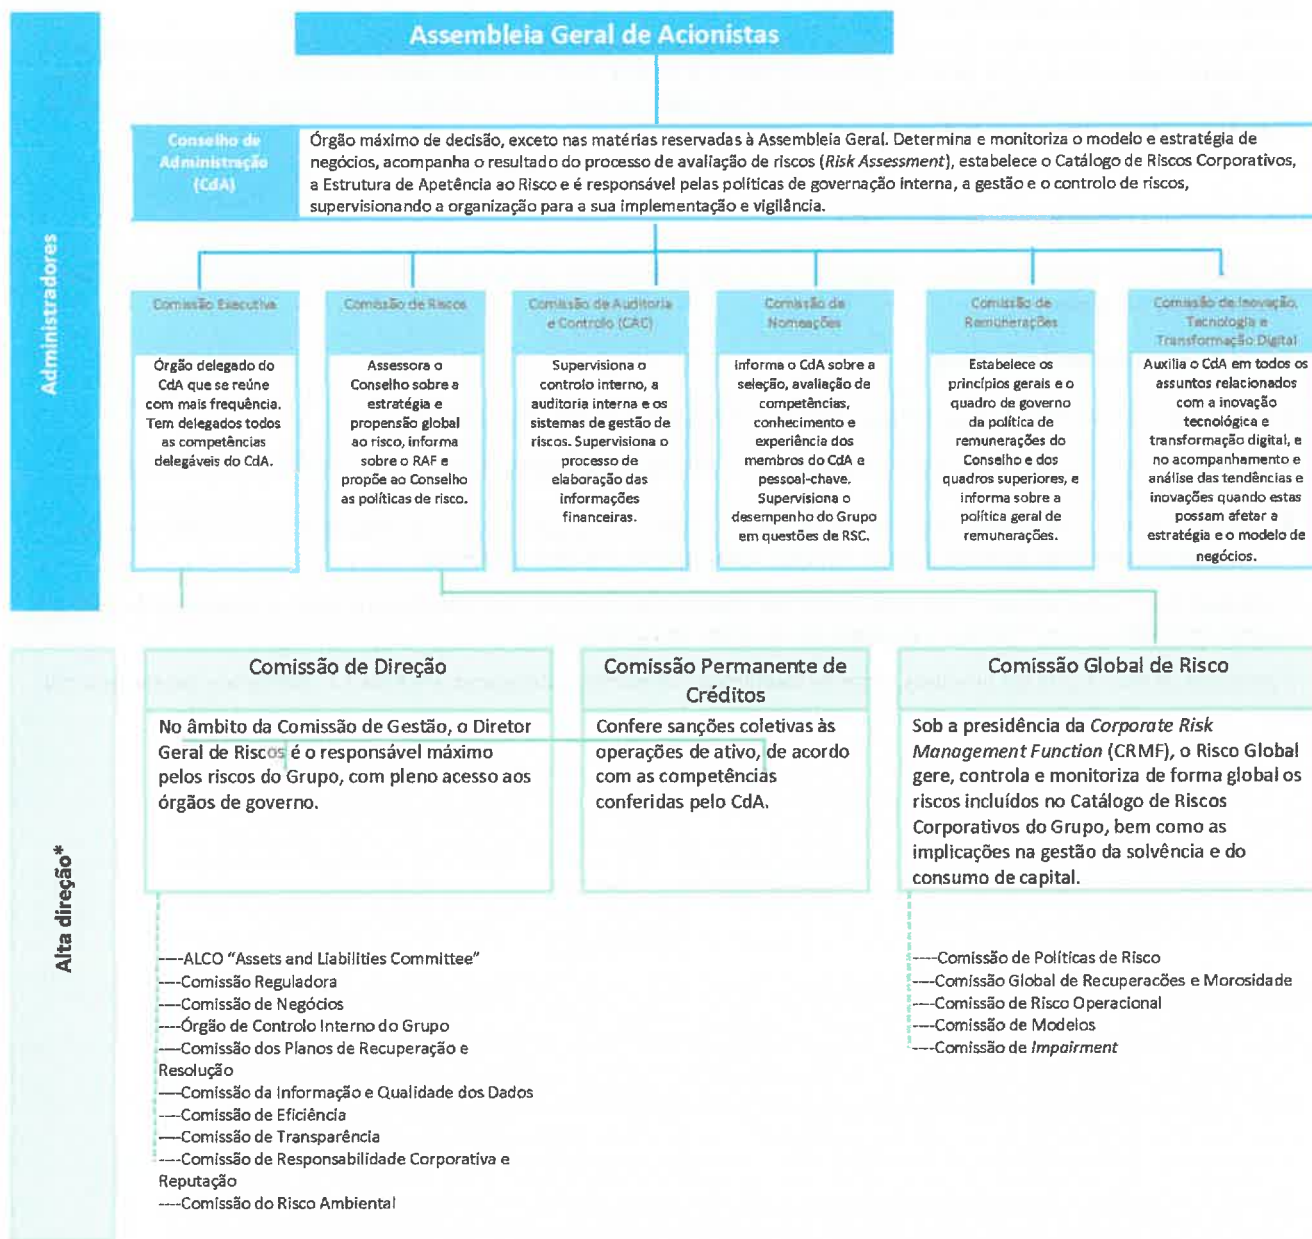 Assembleia Geral de Acionistas
Administradores
Conselho de
Administração
(CdA)
Órgão máximo de decisão, exceto nas matérias reservadas à Assembleia Geral. Determina e monitoriza o modelo e estratégia de
negócios, acompanha o resultado do processo de avaliação de riscos (Risk Assessment), estabelece o Catálogo de Riscos Corporativos,
a Estrutura de Apetência ao Risco e é responsável pelas políticas de governação interna, a gestão e o controlo de riscos,
supervisionando a organização para a sua implementação e vigilância.
Comissão Executiva
Órgão delegado do
CdA que se reúne
com mais frequência.
Tem delegados todos
as competências
delegáveis do CdA.
Comissão de Riscos
Assessora o
Conselho sobre a
estratégia e
propensão global
ao risco, informa
sobre o RAF e
propõe ao Conselho
as políticas de risco.
Comissão de Auditoria
e Controlo (CAC)
Supervisiona o
controlo interno, a
auditoria interna e os
sistemas de gestão de
riscos. Supervisiona o
processo de
elaboração das
informações
financeiras.
Comissão de
Nomeações
Informa o CdA sobre a
seleção, avaliação de
competências,
conhecimento e
experiência dos
membros do CdA e
pessoal-chave.
Supervisiona o
desempenho do Grupo
em questões de RSC.
Comissão de
Remunerações
Estabelece os
princípios gerais e o
quadro de governo
da política de
remunerações do
Conselho e dos
quadros superiores, e
informa sobre a
política geral de
remunerações.
Comissão de Inovação,
Tecnologia e
Transformação Digital
Auxilia o CdA em todos os
assuntos relacionados
com a inovação
tecnológica e
transformação digital, e
no acompanhamento e
análise das tendências e
inovações quando estas
possam afetar a
estratégia e o modelo de
negócios.
Alta direção*
Comissão de Direção
No âmbito da Comissão de Gestão, o Diretor
Geral de Riscos é o responsável máximo
pelos riscos do Grupo, com pleno acesso aos
órgãos de governo.
Comissão Permanente de
Créditos
Confere sanções coletivas às
operações de ativo, de acordo
com as competências
conferidas pelo CdA.
Comissão Global de Risco
Sob a presidência da Corporate Risk
Management Function (CRMF), o Risco Global
gere, controla e monitoriza de forma global os
riscos incluídos no Catálogo de Riscos
Corporativos do Grupo, bem como as
implicações na gestão da solvência e do
consumo de capital.
----ALCO "Assets and Liabilities Committee"
----Comissão Reguladora
----Comissão de Negócios
----Órgão de Controlo Interno do Grupo
----Comissão dos Planos de Recuperação e
Resolução
----Comissão da Informação e Qualidade dos Dados
----Comissão de Eficiência
----Comissão de Transparência
----Comissão de Responsabilidade Corporativa e
Reputação
----Comissão do Risco Ambiental
----Comissão de Políticas de Risco
----Comissão Global de Recuperacões e Morosidade
----Comissão de Risco Operacional
----Comissão de Modelos
----Comissão de Impairment